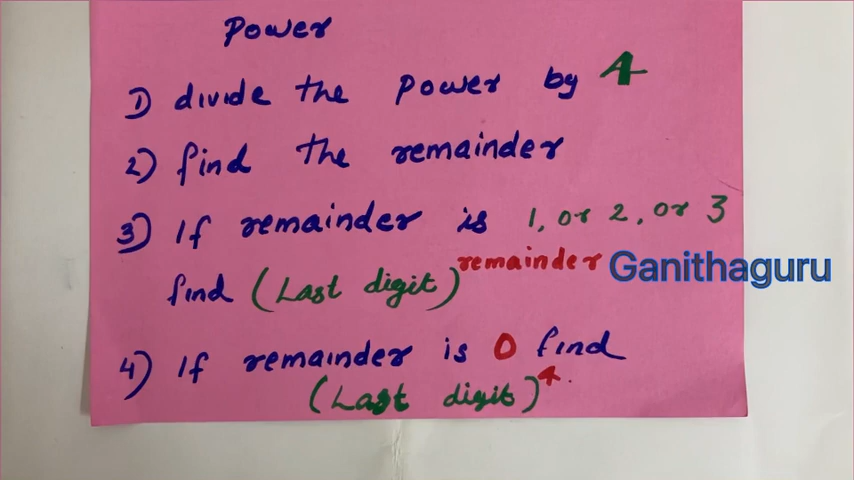 Power
1) divide the power by 4
2) find the remainder
3) If remainder is 1, or 2, or 3
find (Last digit)^remainder
Ganithaguru
4) If remainder is 0 find
(Last digit)^4.